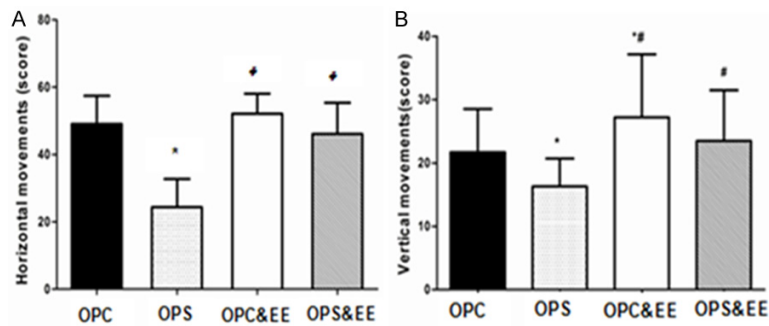 A
Horizontal movements (score)
80
60
40
20
0
*
#
#
OPC OPS OPC&EE OPS&EE
B
Vertical movements(score)
40
30
20
10
0
*
*#
#
OPC OPS OPC&EE OPS&EE